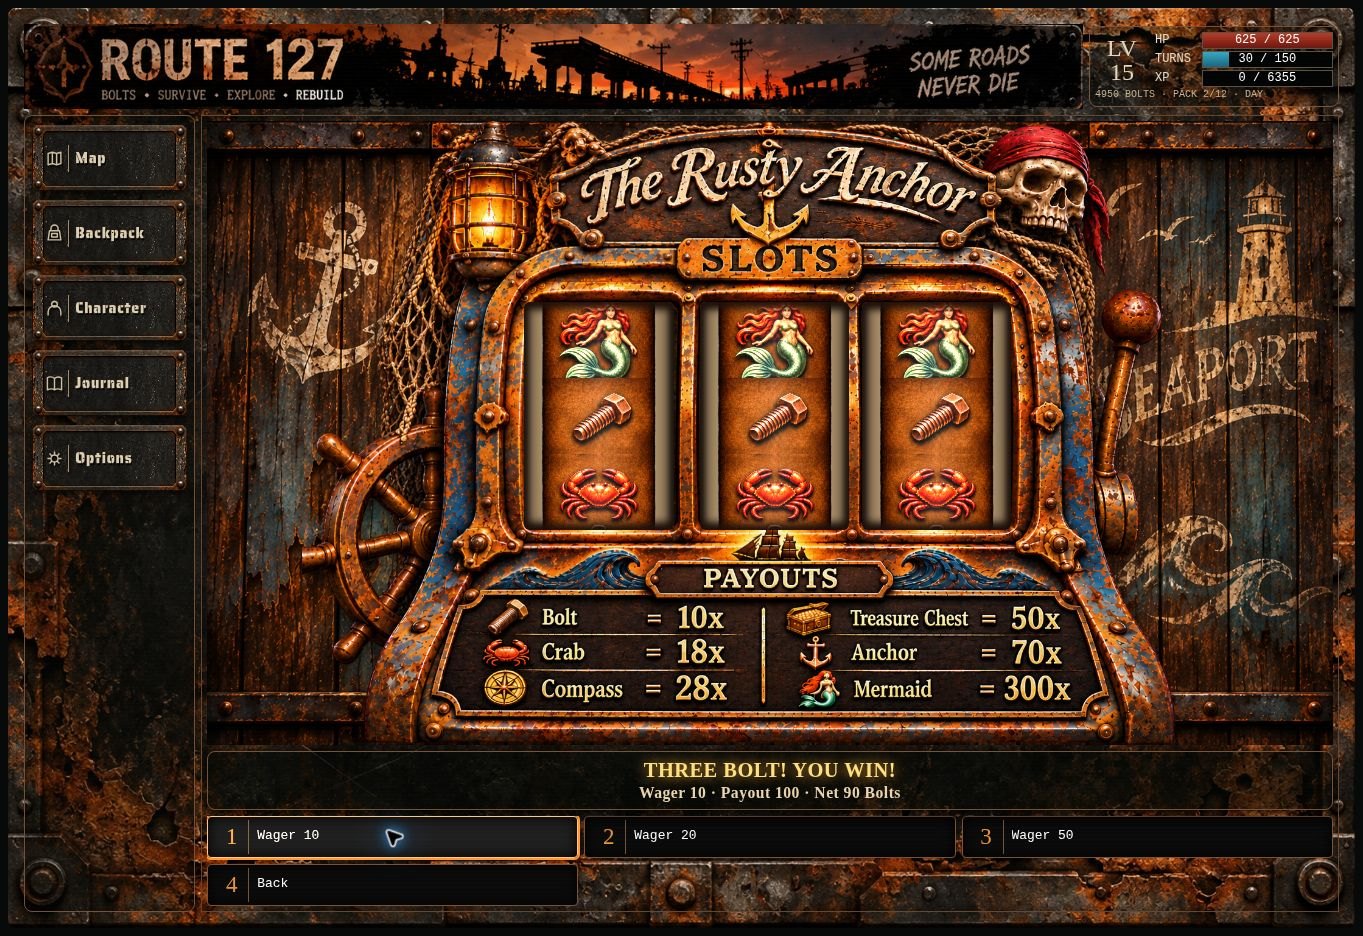 ROUTE 127
BOLTS • SURVIVE • EXPLORE • REBUILD
SOME ROADS
NEVER DIE
LV
15
HP
625 / 625
TURNS
30 / 150
XP
0 / 6355
4950 BOLTS · PACK 2/12 · DAY
Map
Backpack
Character
Journal
Options
The Rusty Anchor
SLOTS
SEAPORT
PAYOUTS
Bolt = 10x
Crab = 18x
Compass = 28x
Treasure Chest = 50x
Anchor = 70x
Mermaid = 300x
THREE BOLT! YOU WIN!
Wager 10 · Payout 100 · Net 90 Bolts
1 Wager 10
2 Wager 20
3 Wager 50
4 Back